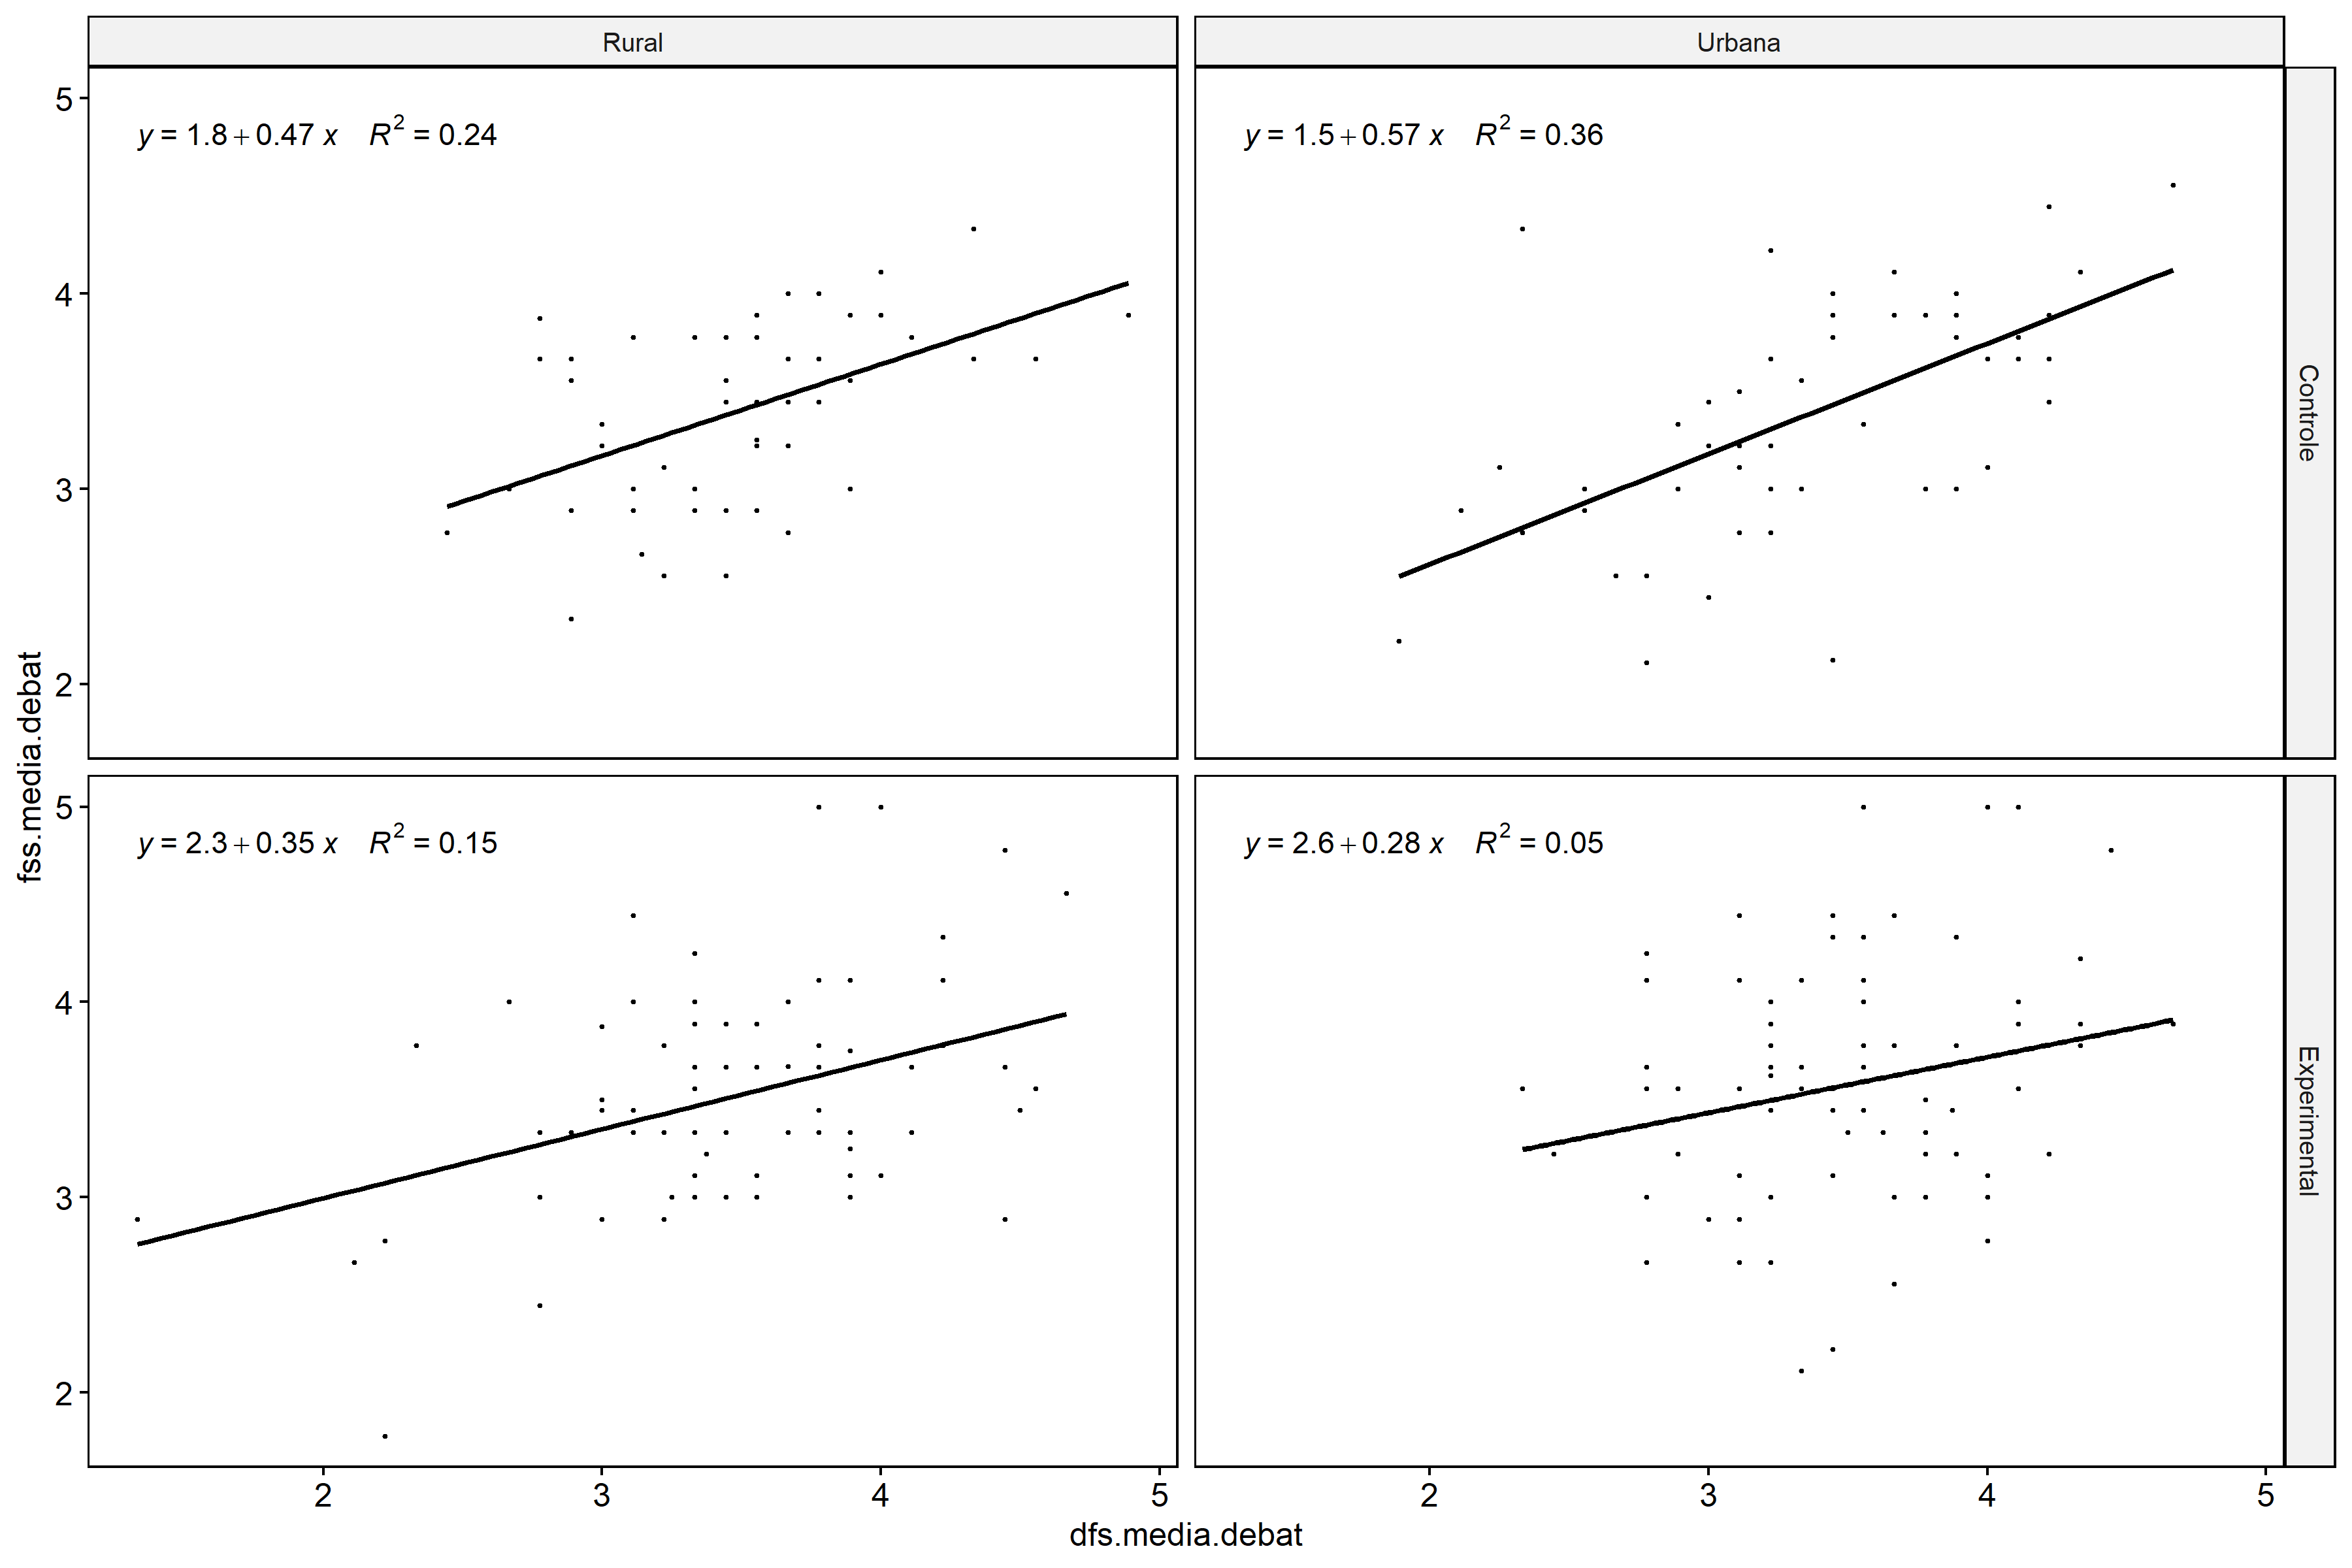 Rural
Urbana
5
4
3
2
y = 1.8 + 0.47 x R² = 0.24
y = 1.5 + 0.57 x R² = 0.36
Controle
fss.media.debat
5
4
3
2
y = 2.3 + 0.35 x R² = 0.15
y = 2.6 + 0.28 x R² = 0.05
Experimental
2 3 4 5
2 3 4 5
dfs.media.debat